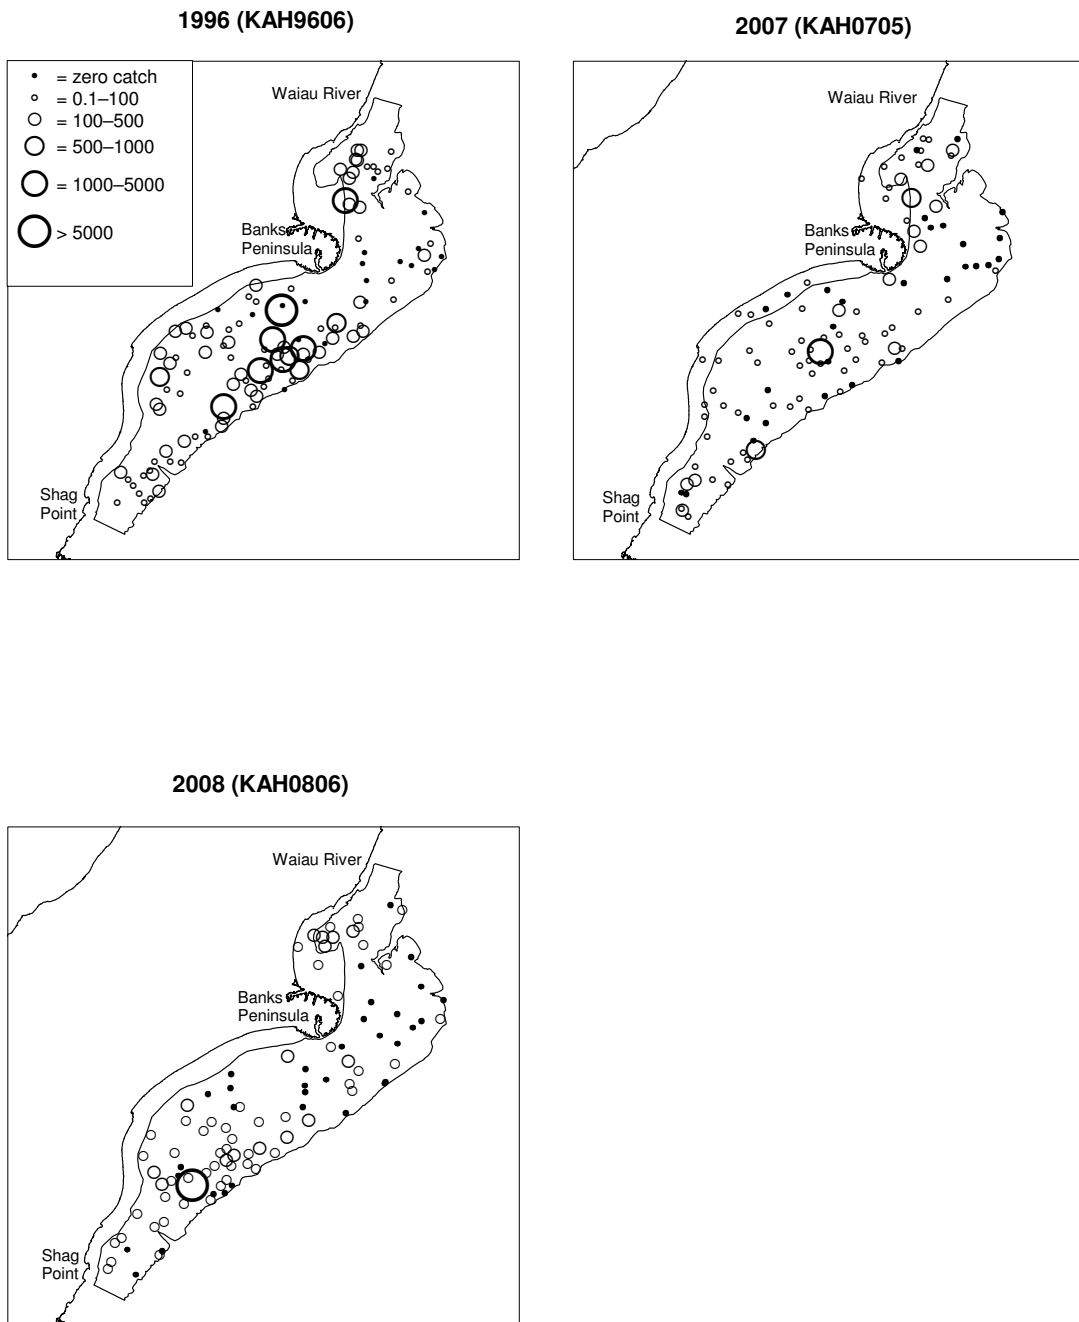 1996 (KAH9606)
2007 (KAH0705)
= zero catch
= 0.1–100
= 100–500
= 500–1000
= 1000–5000
> 5000
Waiau River
Banks
Peninsula
Shag
Point
Waiau River
Banks
Peninsula
Shag
Point
2008 (KAH0806)
Waiau River
Banks
Peninsula
Shag
Point